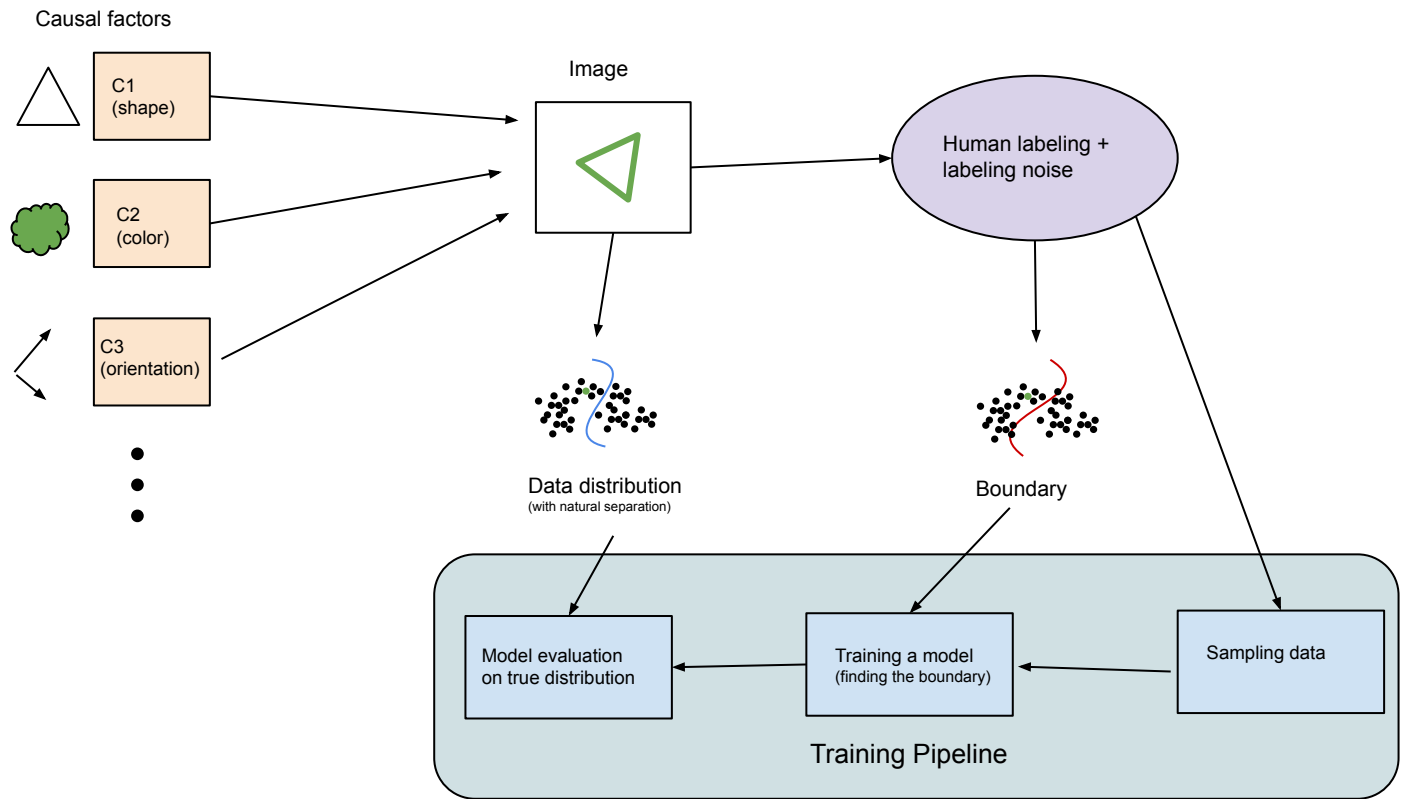 Causal factors
C1
(shape)
C2
(color)
C3
(orientation)
Image
Human labeling +
labeling noise
Data distribution
(with natural separation)
Boundary
Model evaluation
on true distribution
Training a model
(finding the boundary)
Sampling data
Training Pipeline